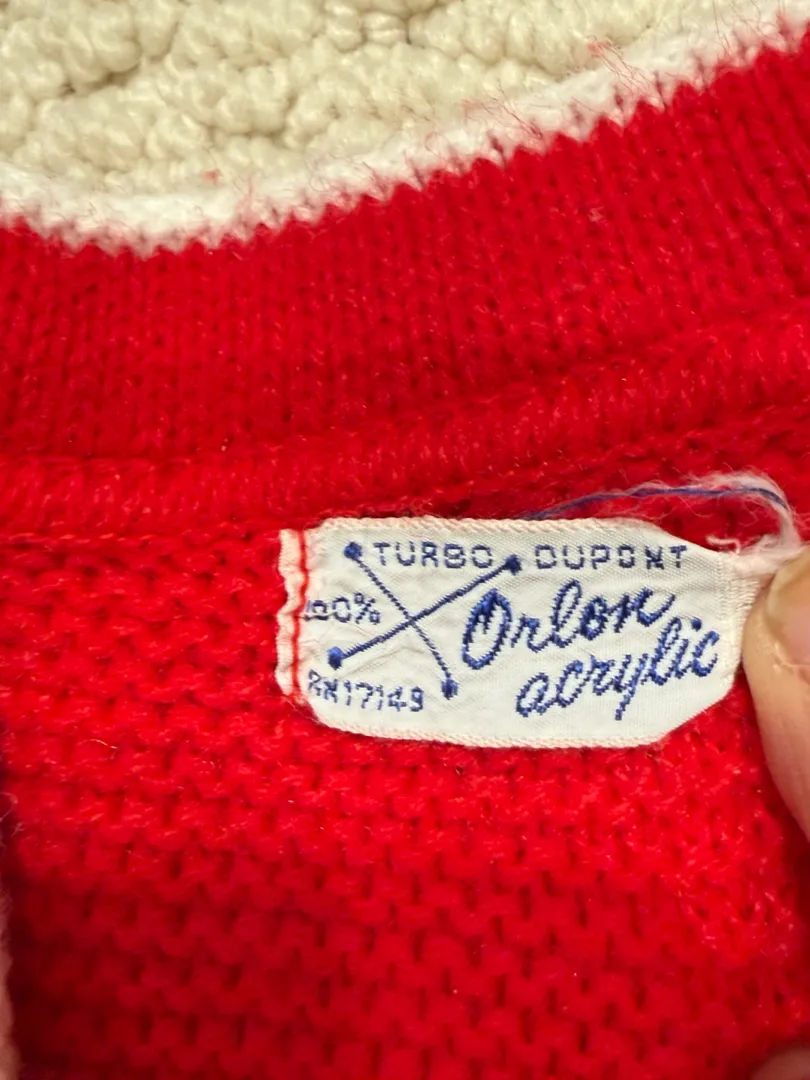 TURBO DUPONT
100%
Orlon
acrylic
RN17149